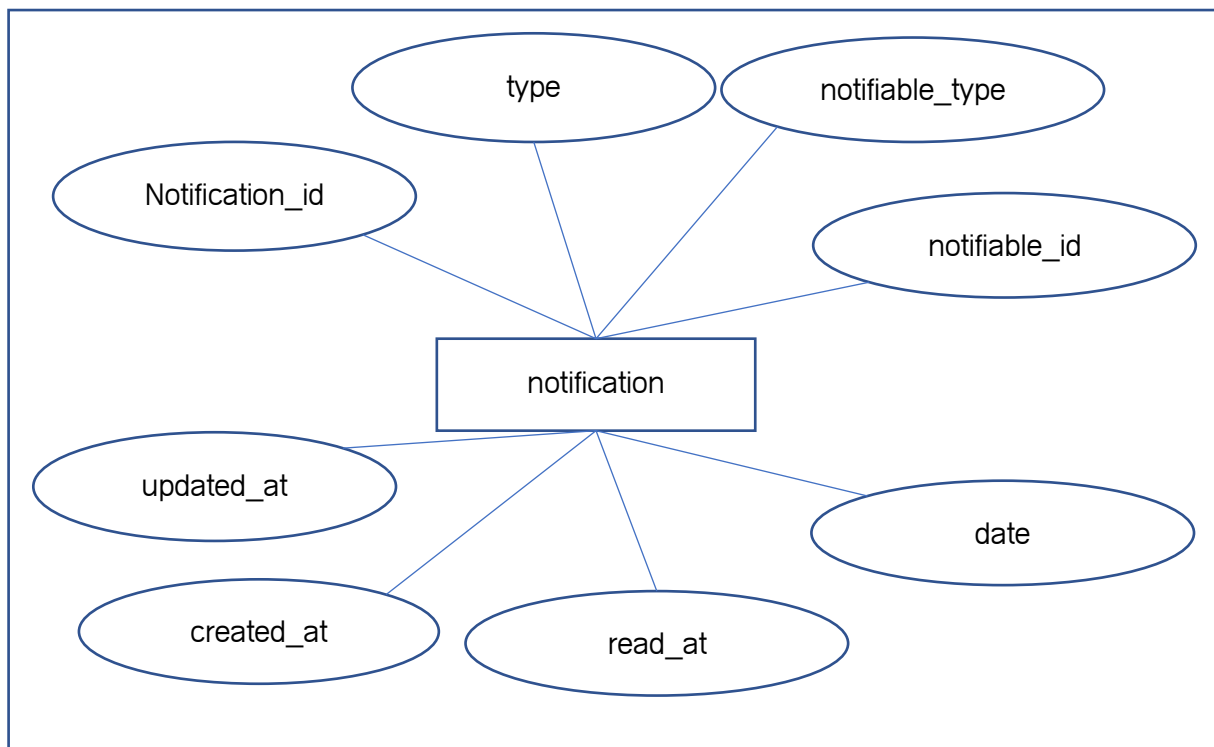 type
notifiable_type
Notification_id
notifiable_id
notification
updated_at
date
created_at
read_at